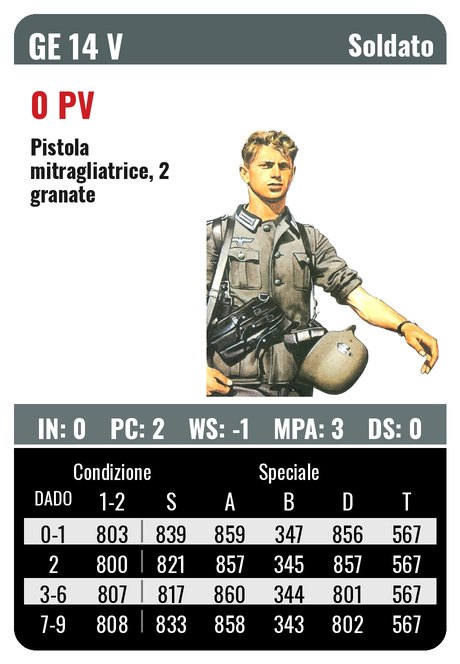 GE 14 V Soldato
0 PV
Pistola
mitragliatrice, 2
granate
IN: 0 PC: 2 WS: -1 MPA: 3 DS: 0
Condizione Speciale
DADO 1-2 S A B D T
0-1 803 839 859 347 856 567
2 800 821 857 345 857 567
3-6 807 817 860 344 801 567
7-9 808 833 858 343 802 567